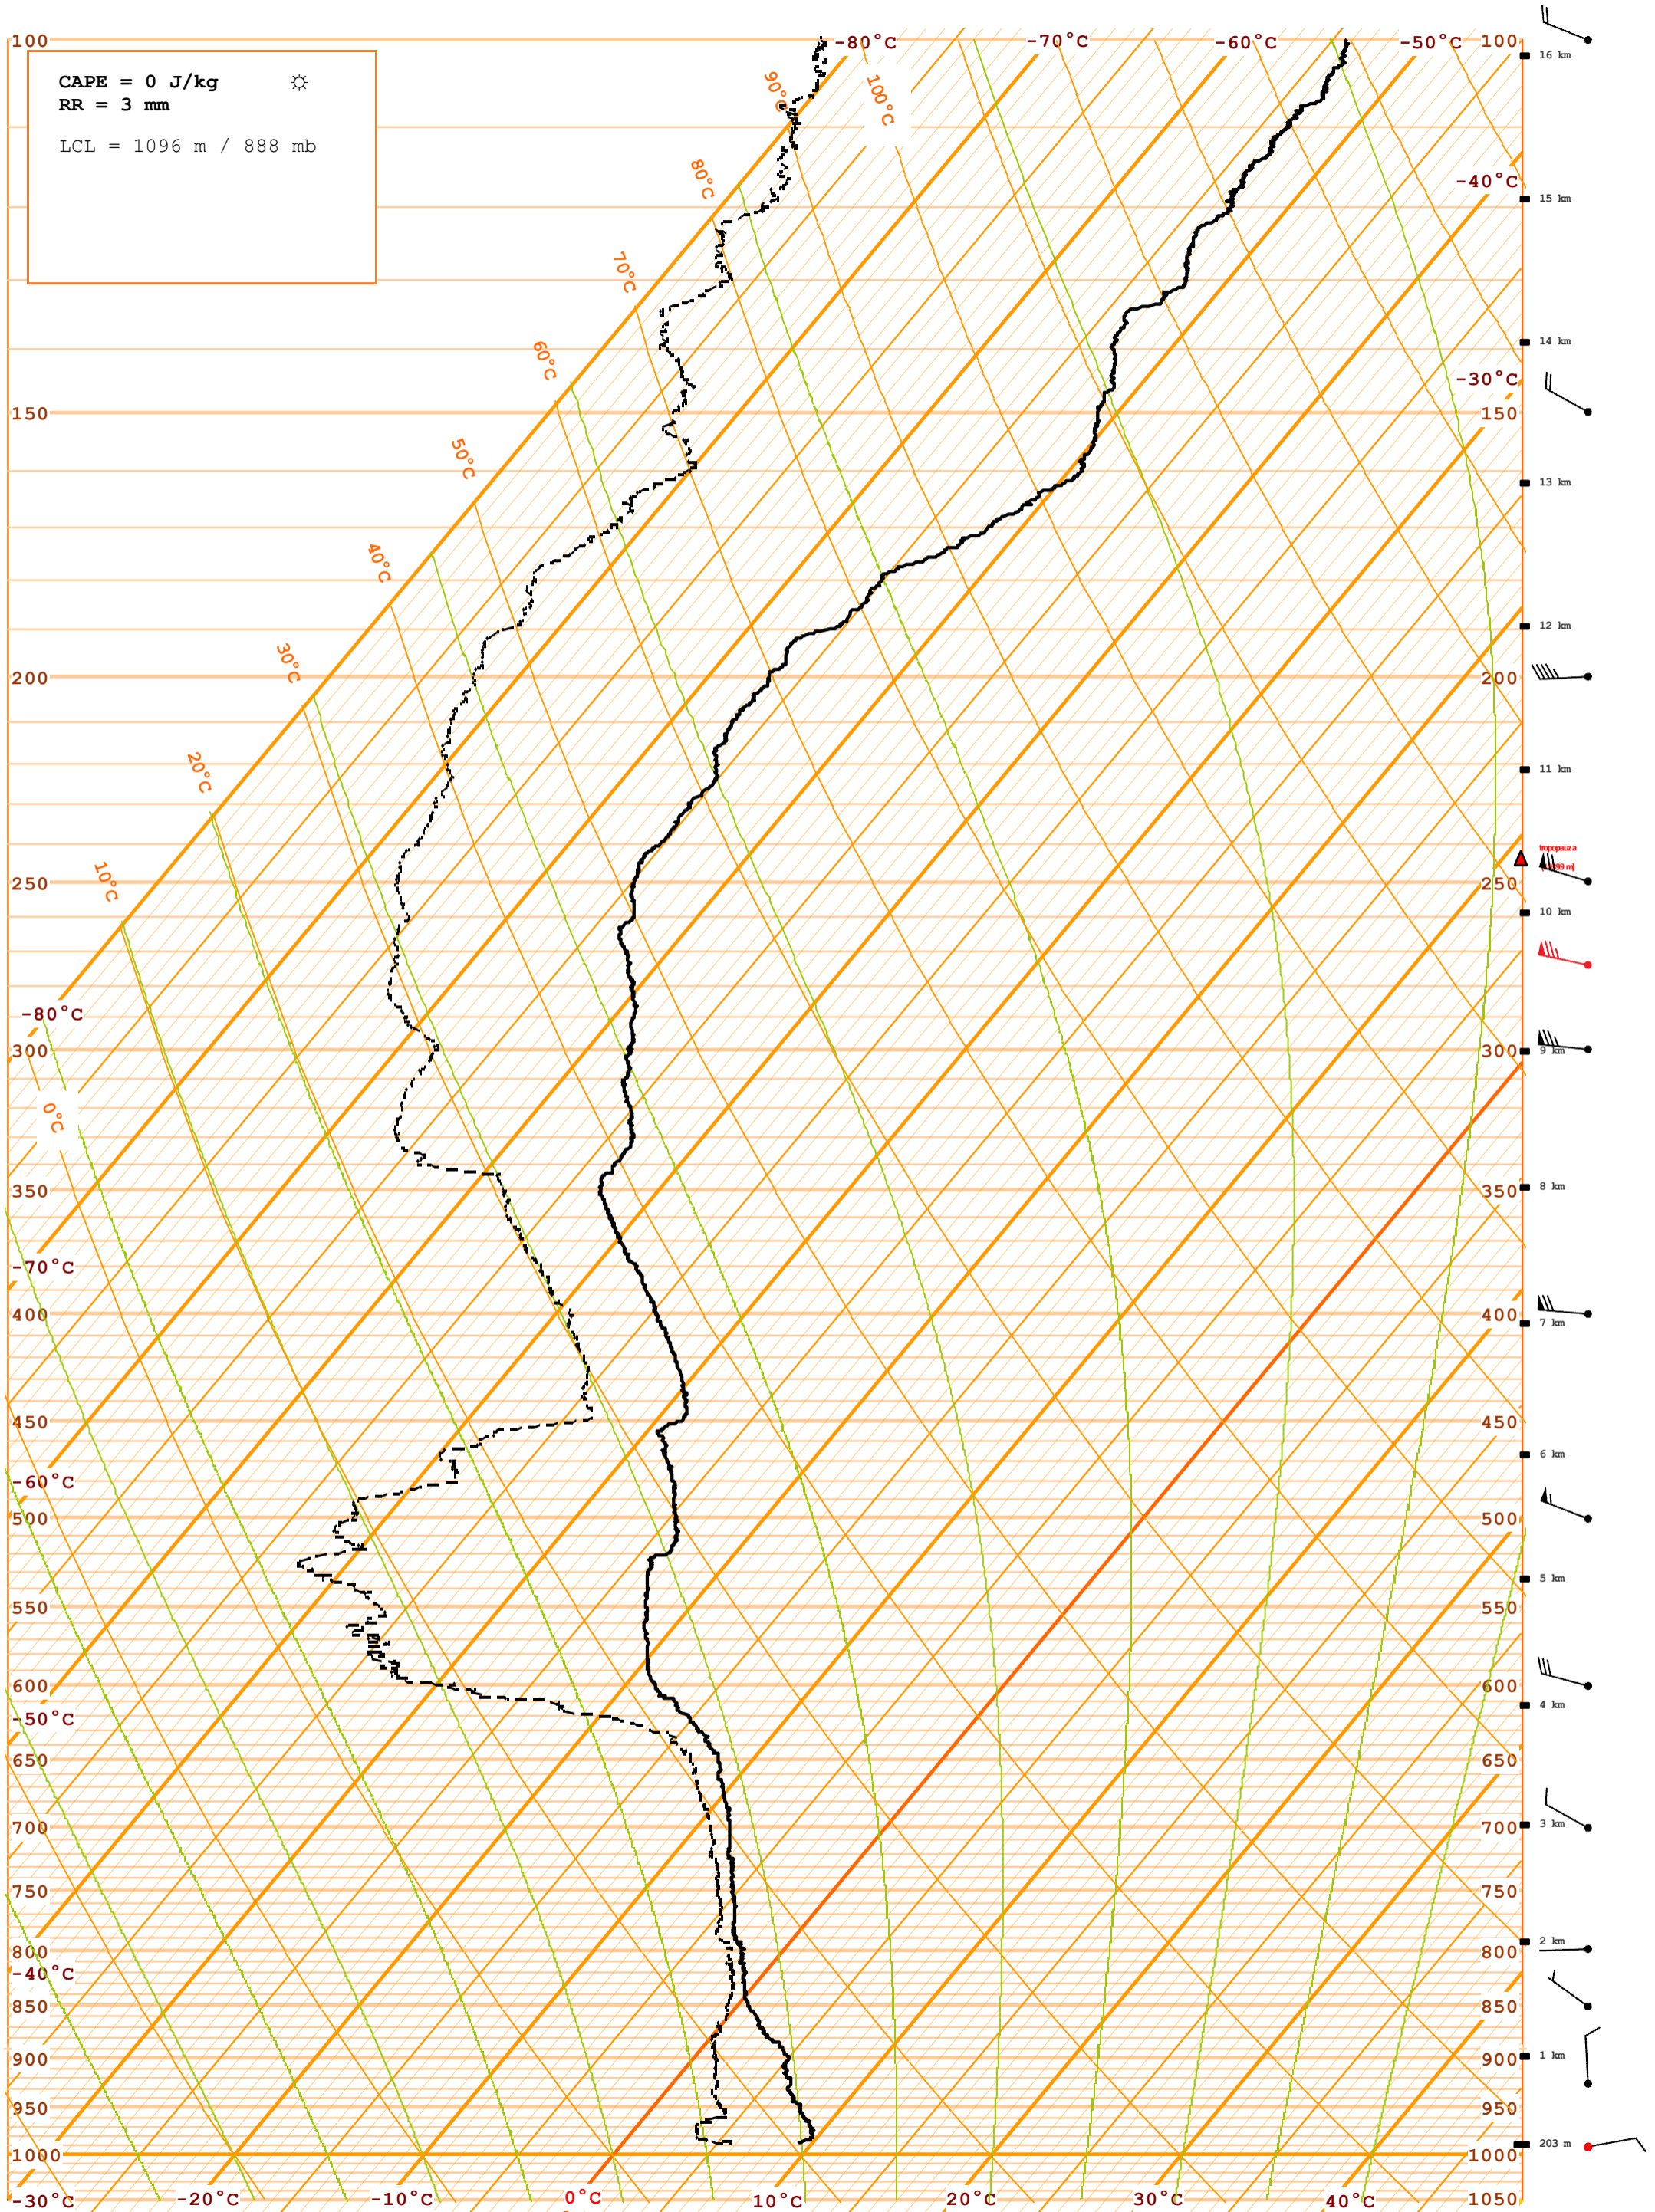 CAPE = 0 J/kg ☼
RR = 3 mm
LCL = 1096 m / 888 mb
-80°C -70°C -60°C -50°C
100 100
16 km
90°C 100°C
80°C
-40°C
15 km
70°C
14 km
60°C
-30°C
150 150
50°C
13 km
40°C
12 km
30°C
200 200
20°C
11 km
tropopauza
10°C
250 250
10 km
-80°C
300 300
9 km
0°C
350 350
8 km
-70°C
400 400
7 km
450 450
6 km
-60°C
500 500
5 km
550 550
600 600
4 km
-50°C
650 650
700 700
3 km
750 750
2 km
800 800
-40°C
850 850
900 900
1 km
950 950
203 m
1000 1000
-30°C -20°C -10°C 0°C 10°C 20°C 30°C 40°C 1050